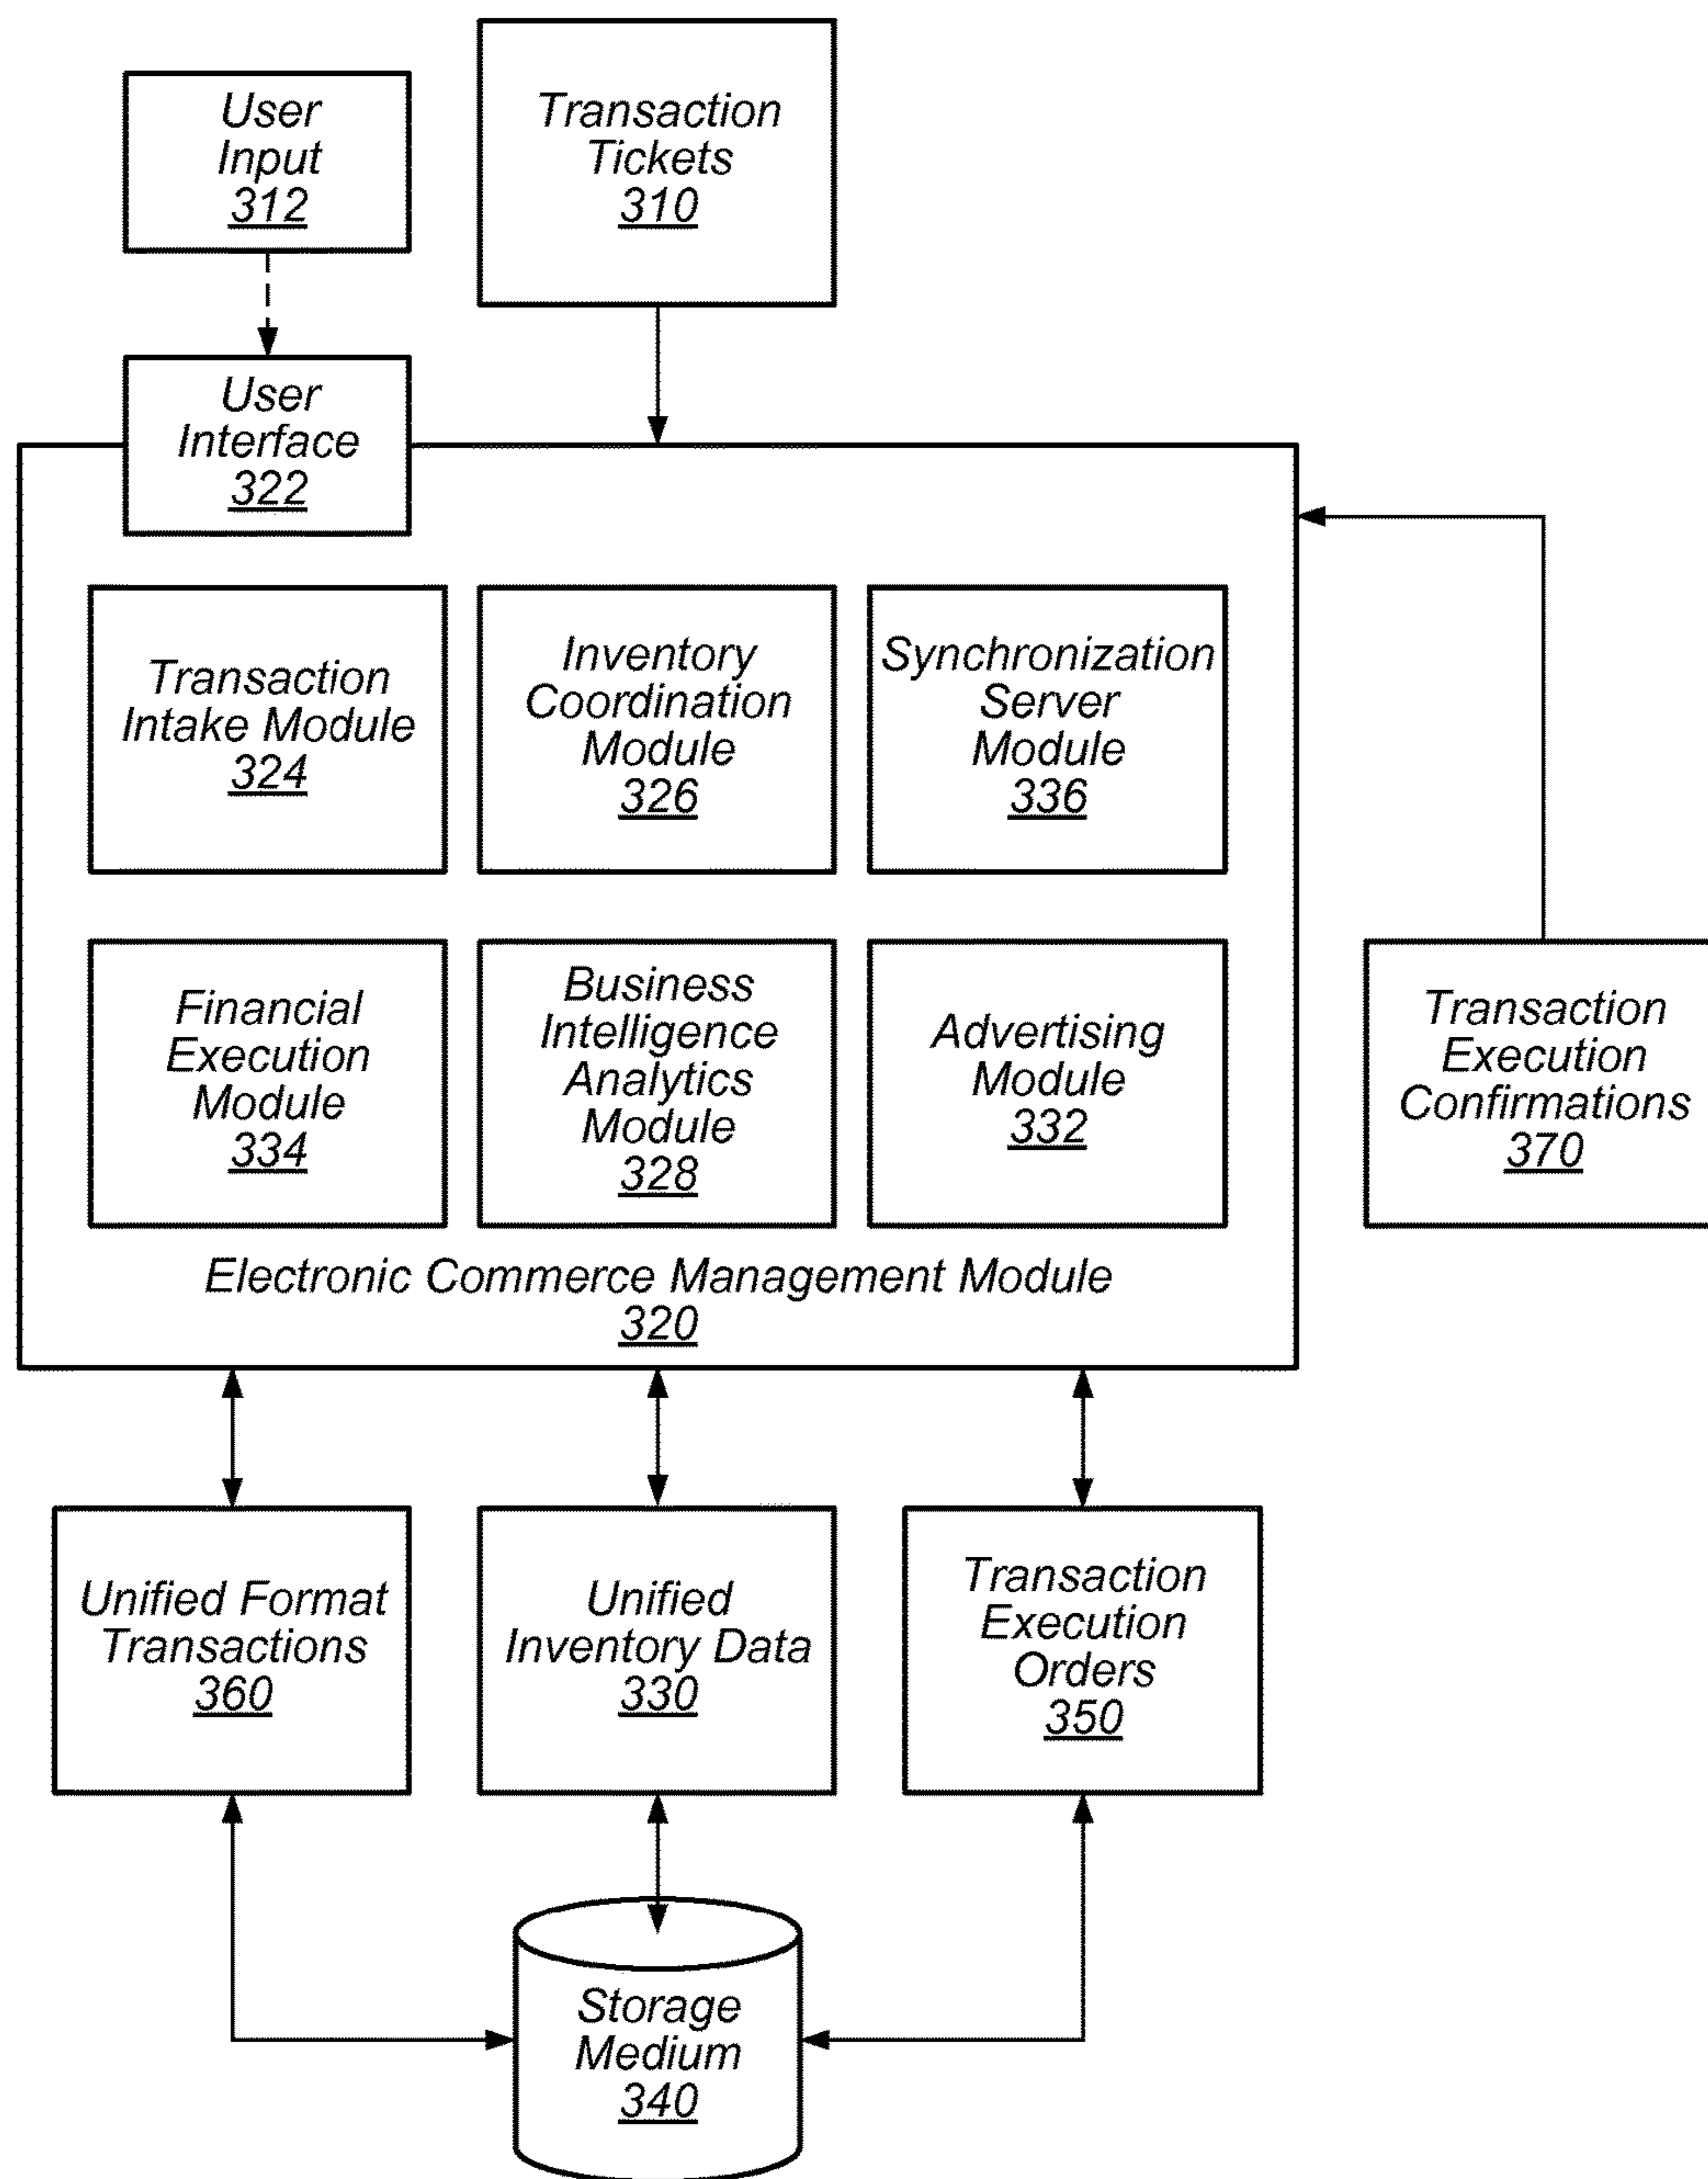 User
Input
312
Transaction
Tickets
310
User
Interface
322
Transaction
Intake Module
324
Inventory
Coordination
Module
326
Synchronization
Server
Module
336
Financial
Execution
Module
334
Business
Intelligence
Analytics
Module
328
Advertising
Module
332
Transaction
Execution
Confirmations
370
Electronic Commerce Management Module
320
Unified Format
Transactions
360
Unified
Inventory Data
330
Transaction
Execution
Orders
350
Storage
Medium
340